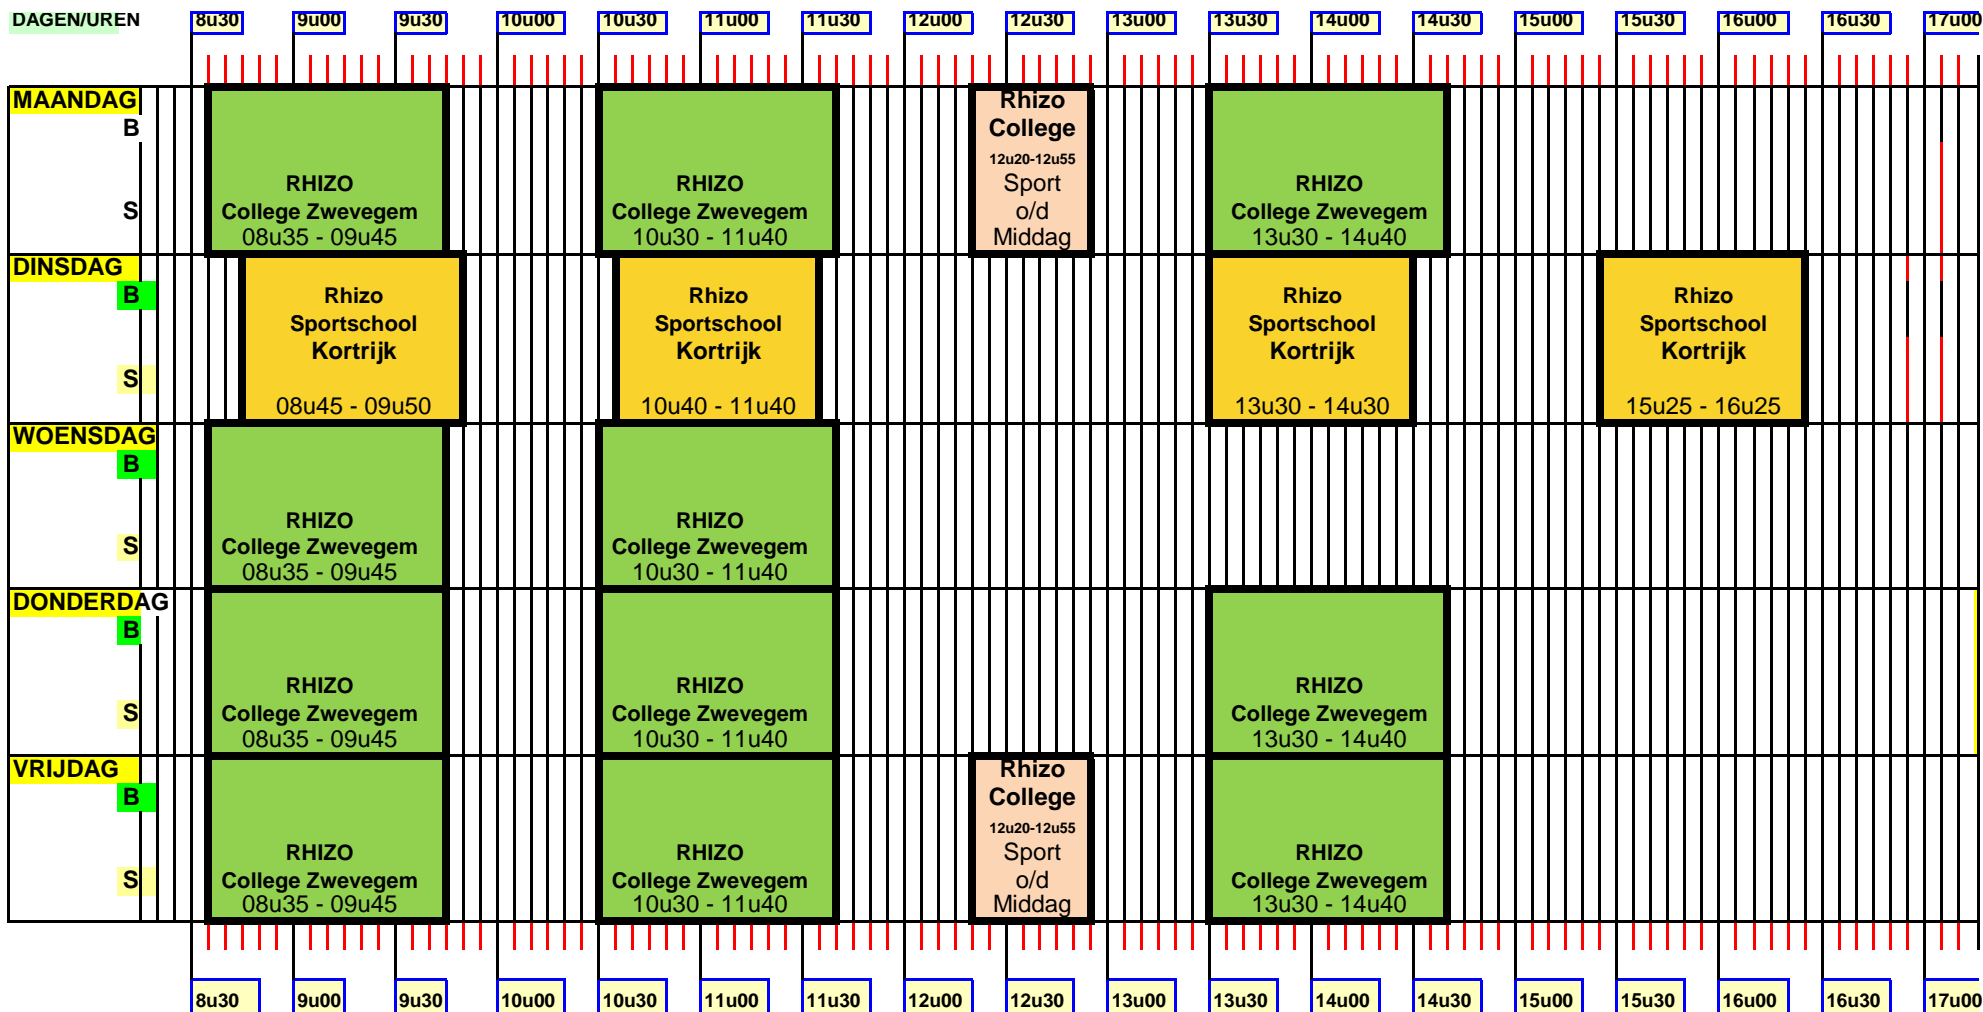 DAGEN/UREN 8u30 9u00 9u30 10u00 10u30 11u00 11u30 12u00 12u30 13u00 13u30 14u00 14u30 15u00 15u30 16u00 16u30 17u00
MAANDAG
B
S
RHIZO
College Zwevegem
08u35 - 09u45
RHIZO
College Zwevegem
10u30 - 11u40
Rhizo
College
12u20-12u55
Sport
o/d
Middag
RHIZO
College Zwevegem
13u30 - 14u40
DINSDAG
B
S
Rhizo
Sportschool
Kortrijk
08u45 - 09u50
Rhizo
Sportschool
Kortrijk
10u40 - 11u40
Rhizo
Sportschool
Kortrijk
13u30 - 14u30
Rhizo
Sportschool
Kortrijk
15u25 - 16u25
WOENSDAG
B
S
RHIZO
College Zwevegem
08u35 - 09u45
RHIZO
College Zwevegem
10u30 - 11u40
DONDERDAG
B
S
RHIZO
College Zwevegem
08u35 - 09u45
RHIZO
College Zwevegem
10u30 - 11u40
RHIZO
College Zwevegem
13u30 - 14u40
VRIJDAG
B
S
RHIZO
College Zwevegem
08u35 - 09u45
RHIZO
College Zwevegem
10u30 - 11u40
Rhizo
College
12u20-12u55
Sport
o/d
Middag
RHIZO
College Zwevegem
13u30 - 14u40
8u30 9u00 9u30 10u00 10u30 11u00 11u30 12u00 12u30 13u00 13u30 14u00 14u30 15u00 15u30 16u00 16u30 17u00